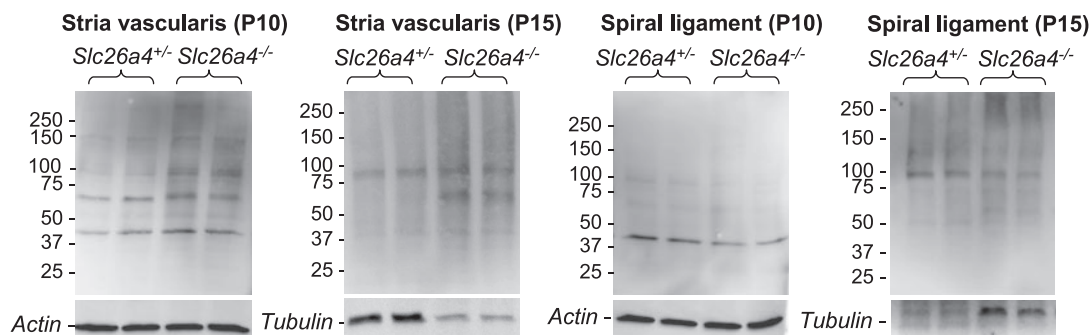 Stria vascularis (P10) Stria vascularis (P15) Spiral ligament (P10) Spiral ligament (P15)
Slc26a4+/- Slc26a4-/- Slc26a4+/- Slc26a4-/- Slc26a4+/- Slc26a4-/- Slc26a4+/- Slc26a4-/-
250 - 250 - 250 - 250 -
150 - 150 - 150 - 150 -
100 - 100 - 100 - 100 -
75 - 75 - 75 - 75 -
50 - 50 - 50 - 50 -
37 - 37 - 37 - 37 -
25 - 25 - 25 - 25 -
Actin - Tubulin - Actin - Tubulin -